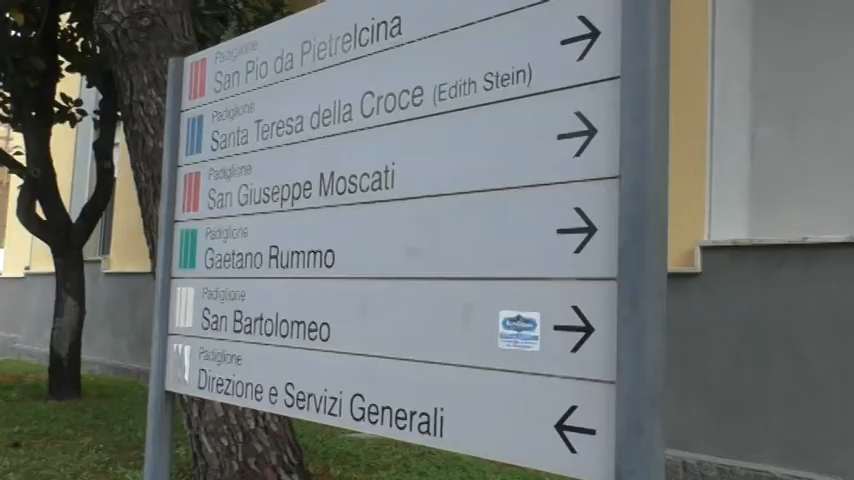 Padiglione
San Pio da Pietrelcina
Padiglione
Santa Teresa della Croce (Edith Stein)
Padiglione
San Giuseppe Moscati
Padiglione
Gaetano Rummo
Padiglione
San Bartolomeo
Padiglione
Direzione e Servizi Generali